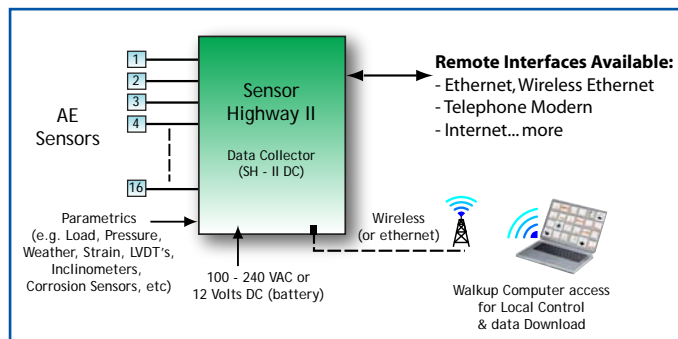 AE
Sensors
1
2
3
4
16
Sensor
Highway II
Data Collector
(SH - II DC)
Remote Interfaces Available:
- Ethernet, Wireless Ethernet
- Telephone Modern
- Internet... more
Parametrics
(e.g. Load, Pressure,
Weather, Strain, LVDT's,
Inclinometers,
Corrosion Sensors, etc)
100 - 240 VAC or
12 Volts DC (battery)
Wireless
(or ethernet)
Walkup Computer access
for Local Control
& data Download